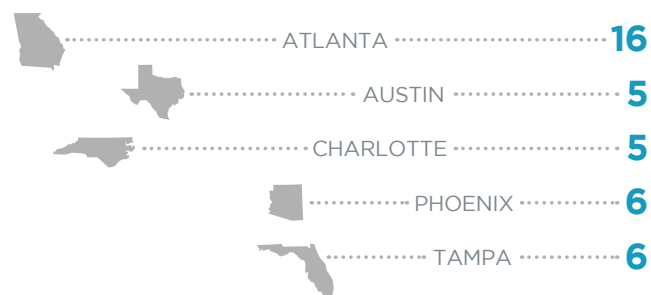 ATLANTA 16
AUSTIN 5
CHARLOTTE 5
PHOENIX 6
TAMPA 6